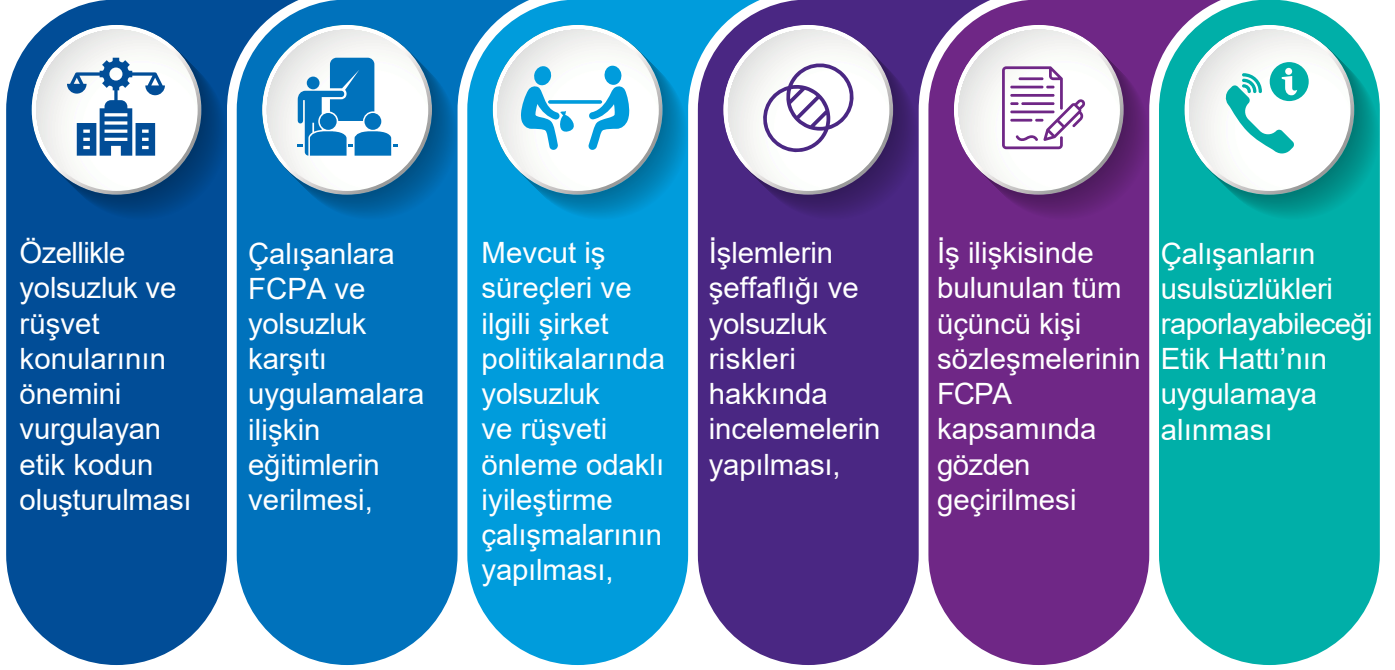 Özellikle
yolsuzluk ve
rüşvet
konularının
önemini
vurgulayan
etik kodun
oluşturulması
Çalışanlara
FCPA ve
yolsuzluk
karşıtı
uygulamalara
ilişkin
eğitimlerin
verilmesi,
Mevcut iş
süreçleri ve
ilgili şirket
politikalarında
yolsuzluk
ve rüşveti
önleme odaklı
iyileştirme
çalışmalarının
yapılması,
İşlemlerin
şeffaflığı ve
yolsuzluk
riskleri
hakkında
incelemelerin
yapılması,
İş ilişkisinde
bulunulan tüm
üçüncü kişi
sözleşmelerinin
FCPA
kapsamında
gözden
geçirilmesi
Çalışanların
usulsüzlükleri
raporlayabileceği
Etik Hattı’nın
uygulamaya
alınması